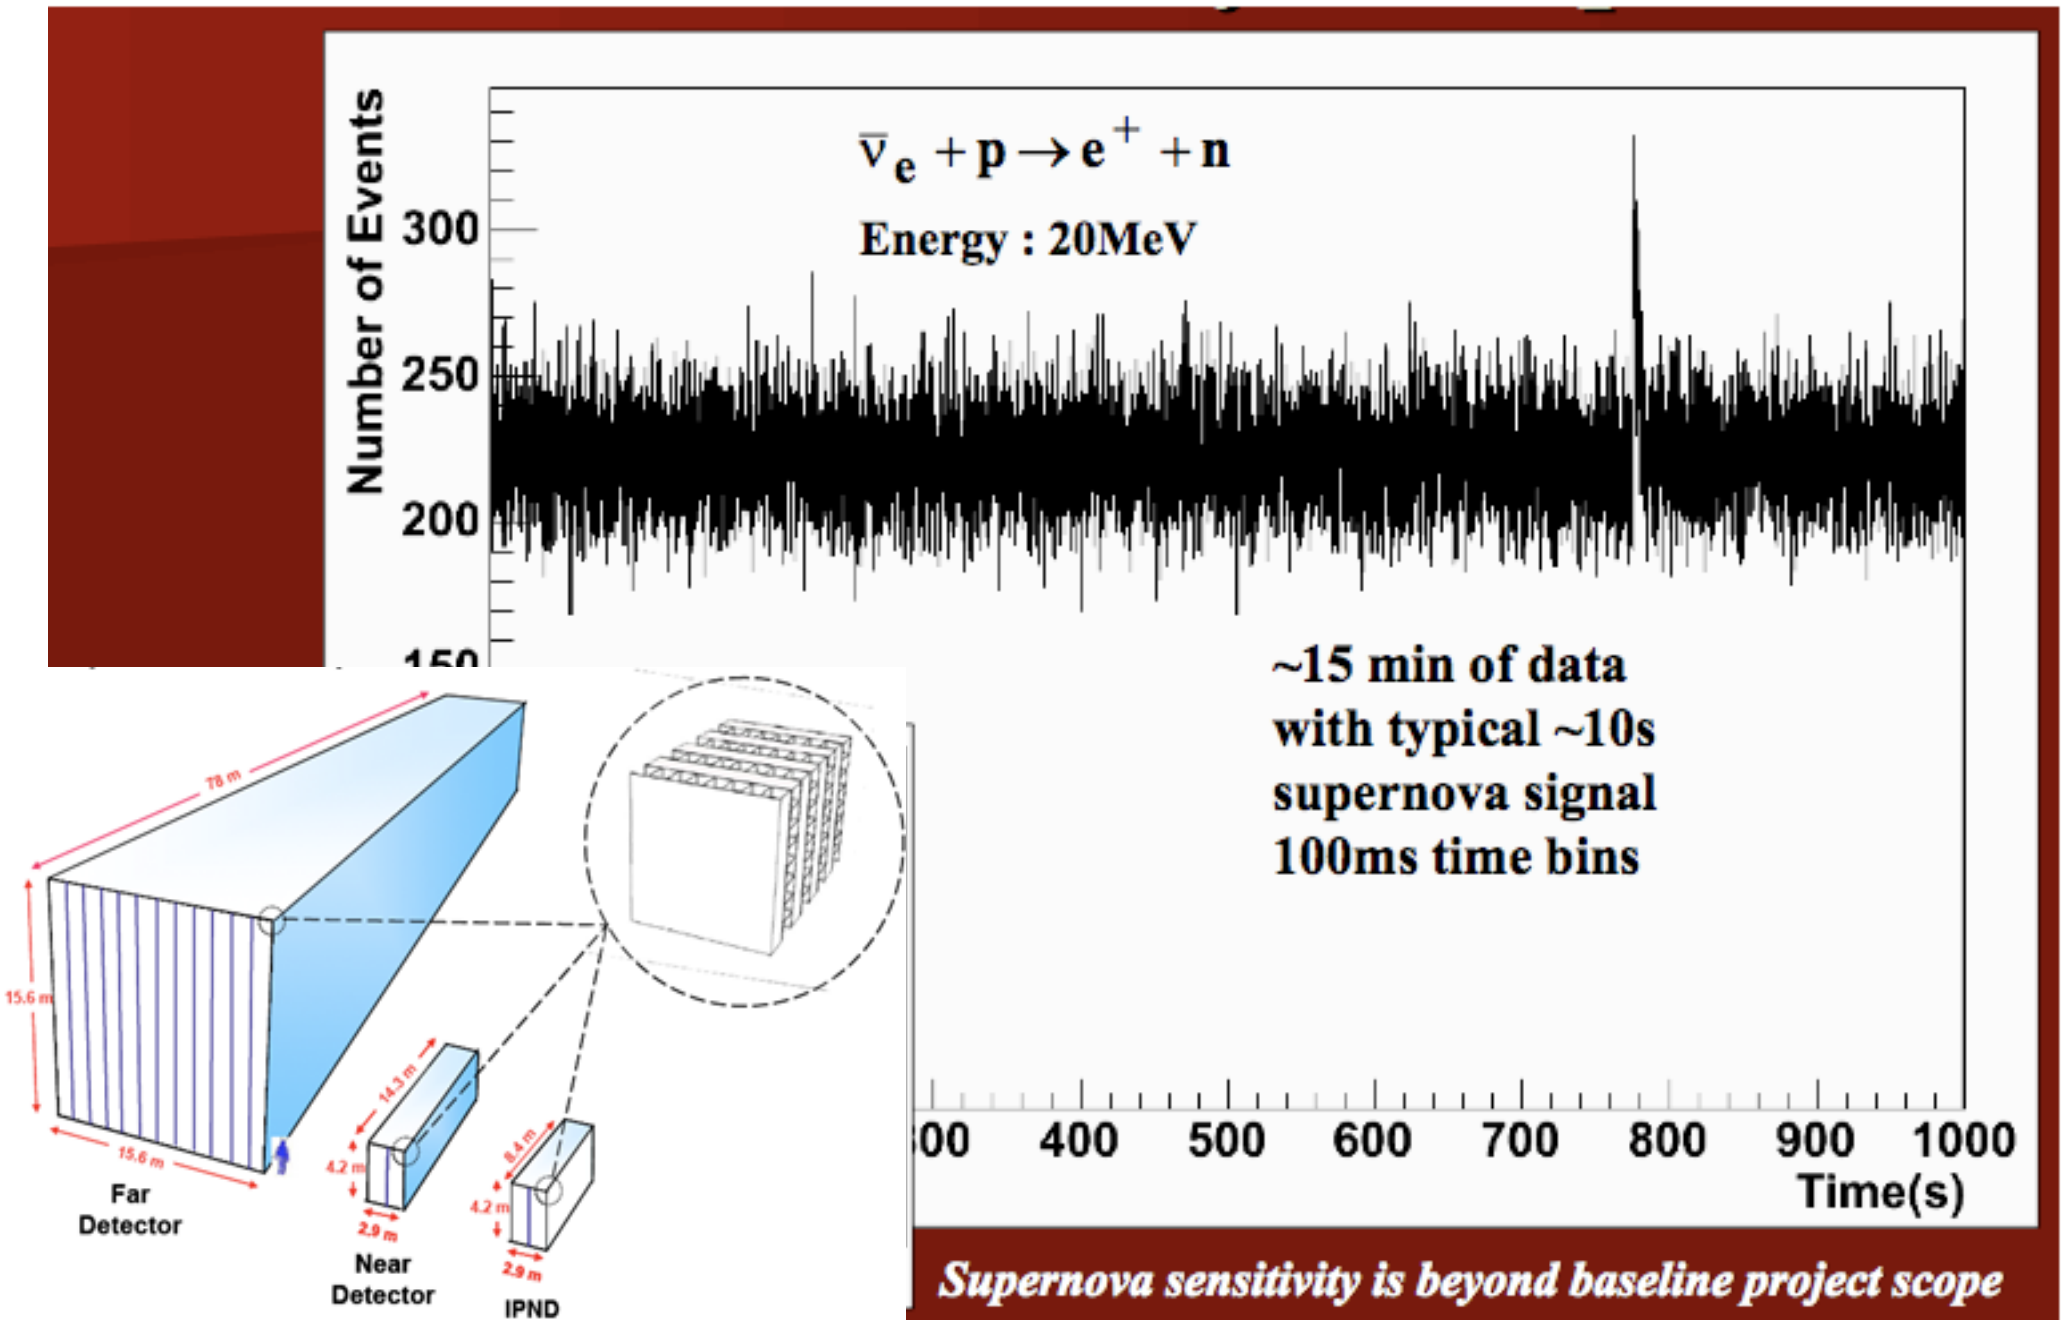 Number of Events
ν̅e + p → e+ + n
Energy : 20MeV
300
250
200
150
~15 min of data
with typical ~10s
supernova signal
100ms time bins
400
500
600
700
800
900
1000
Time(s)
78 m
15.6 m
15.6 m
Far
Detector
14.3 m
4.2 m
2.9 m
Near
Detector
8.4 m
4.2 m
2.9 m
IPND
Supernova sensitivity is beyond baseline project scope